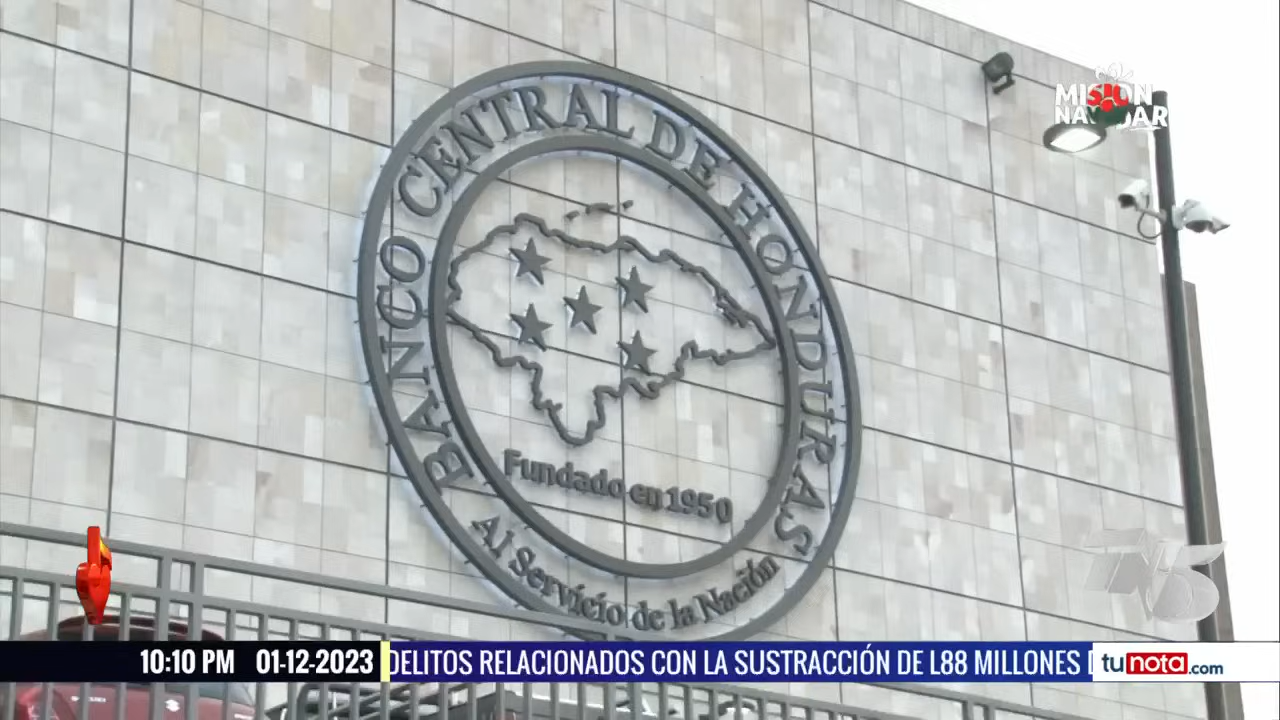 MISIÓN
NAVIDAR
BANCO CENTRAL DE HONDURAS
Fundado en 1950
Al Servicio de la Nación
10:10 PM 01-12-2023 DELITOS RELACIONADOS CON LA SUSTRACCIÓN DE L88 MILLONES
tunota.com